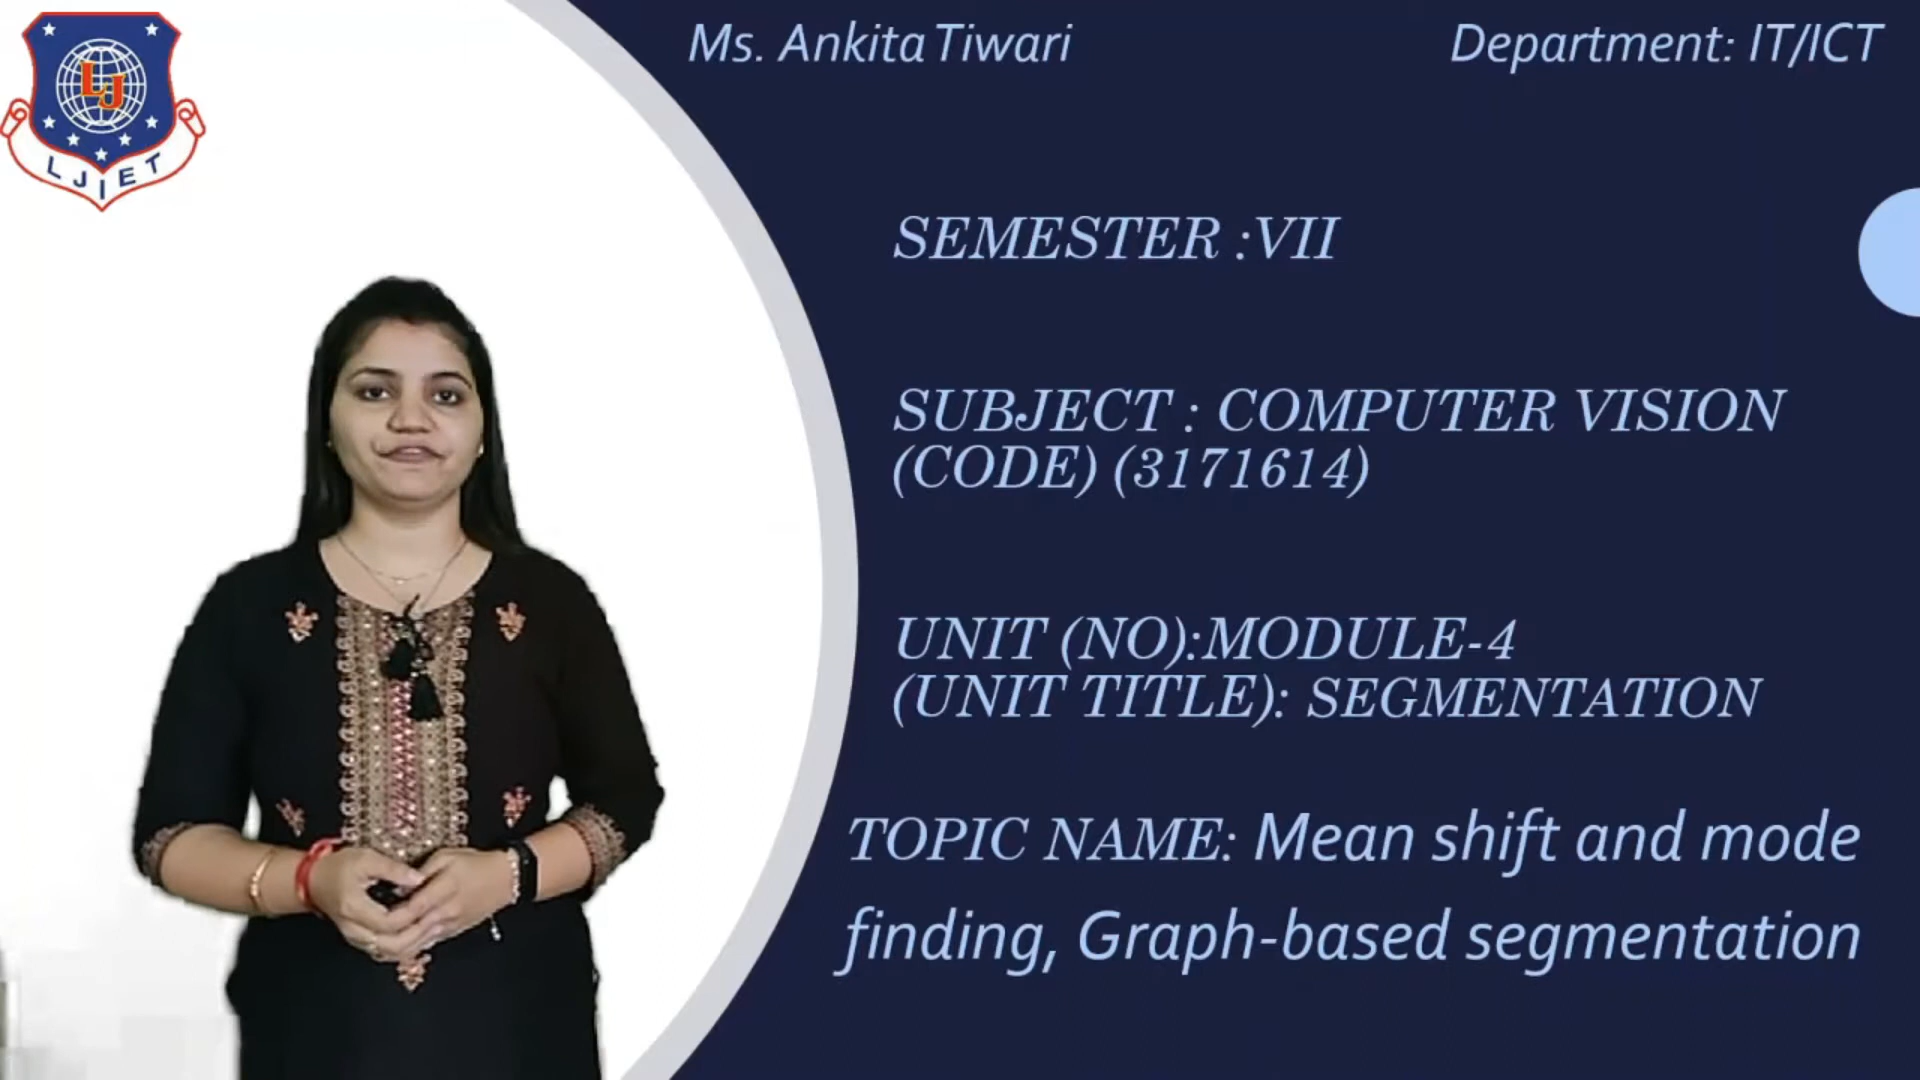 LJ
LJIET
Ms. Ankita Tiwari
Department: IT/ICT
SEMESTER :VII
SUBJECT : COMPUTER VISION
(CODE) (3171614)
UNIT (NO):MODULE-4
(UNIT TITLE): SEGMENTATION
TOPIC NAME: Mean shift and mode
finding, Graph-based segmentation